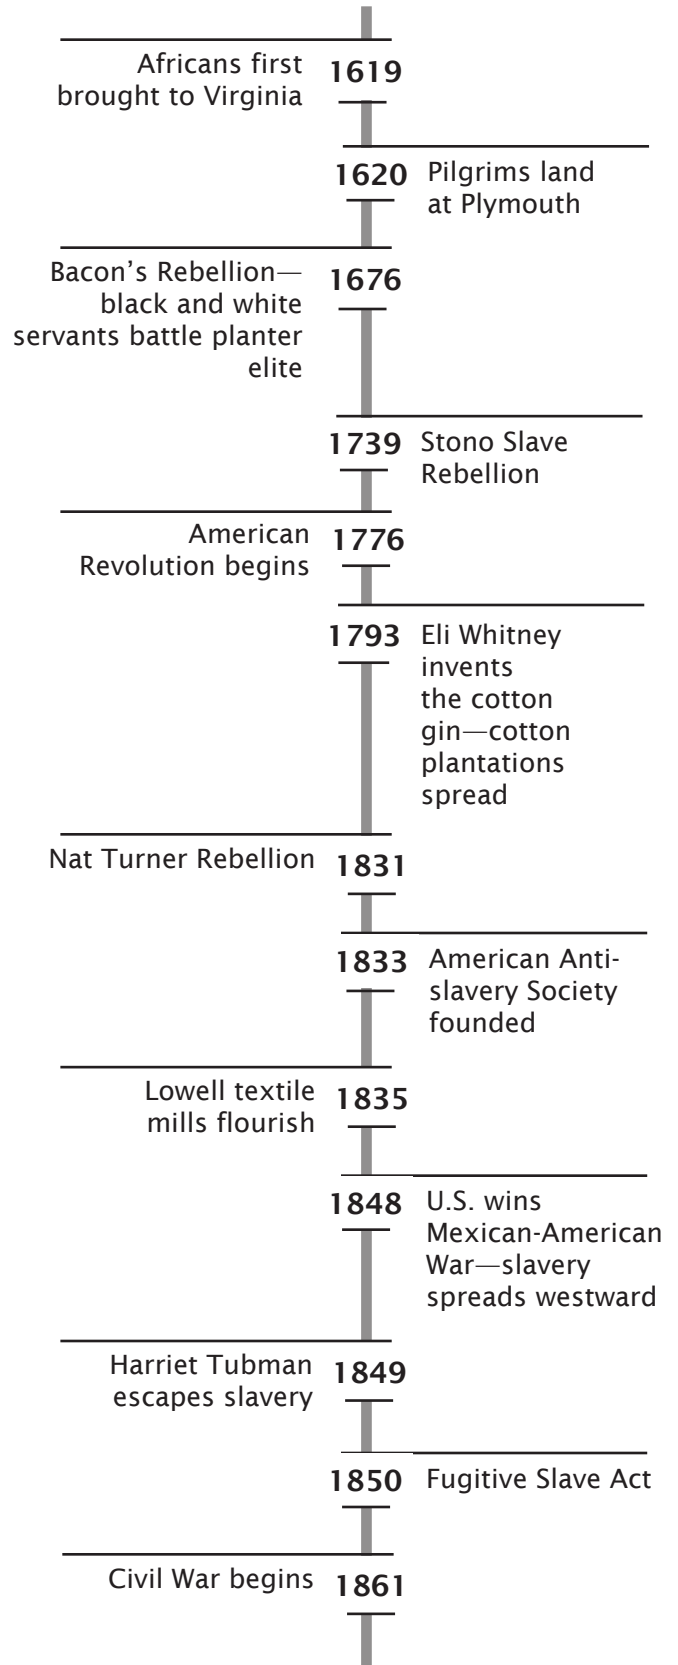 Africans first
brought to Virginia
1619
1620
Pilgrims land
at Plymouth
Bacon’s Rebellion—
black and white
servants battle planter
elite
1676
1739
Stono Slave
Rebellion
American
Revolution begins
1776
1793
Eli Whitney
invents
the cotton
gin—cotton
plantations
spread
Nat Turner Rebellion
1831
1833
American Anti-
slavery Society
founded
Lowell textile
mills flourish
1835
1848
U.S. wins
Mexican-American
War—slavery
spreads westward
Harriet Tubman
escapes slavery
1849
1850
Fugitive Slave Act
Civil War begins
1861